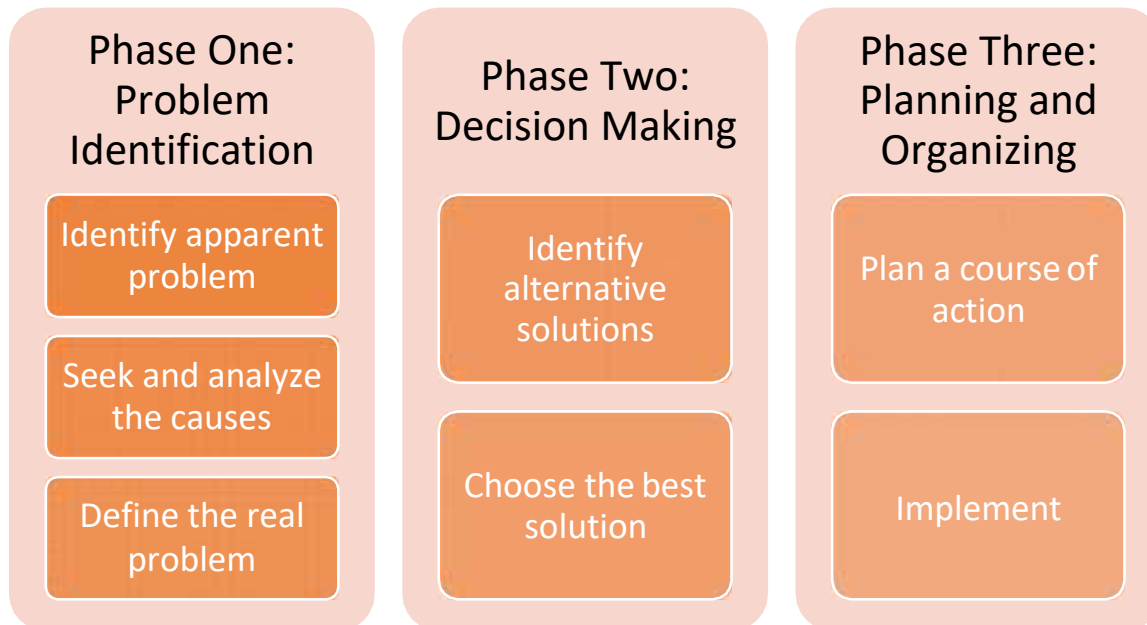 Phase One:
Problem
Identification
Identify apparent
problem
Seek and analyze
the causes
Define the real
problem
Phase Two:
Decision Making
Identify
alternative
solutions
Choose the best
solution
Phase Three:
Planning and
Organizing
Plan a course of
action
Implement